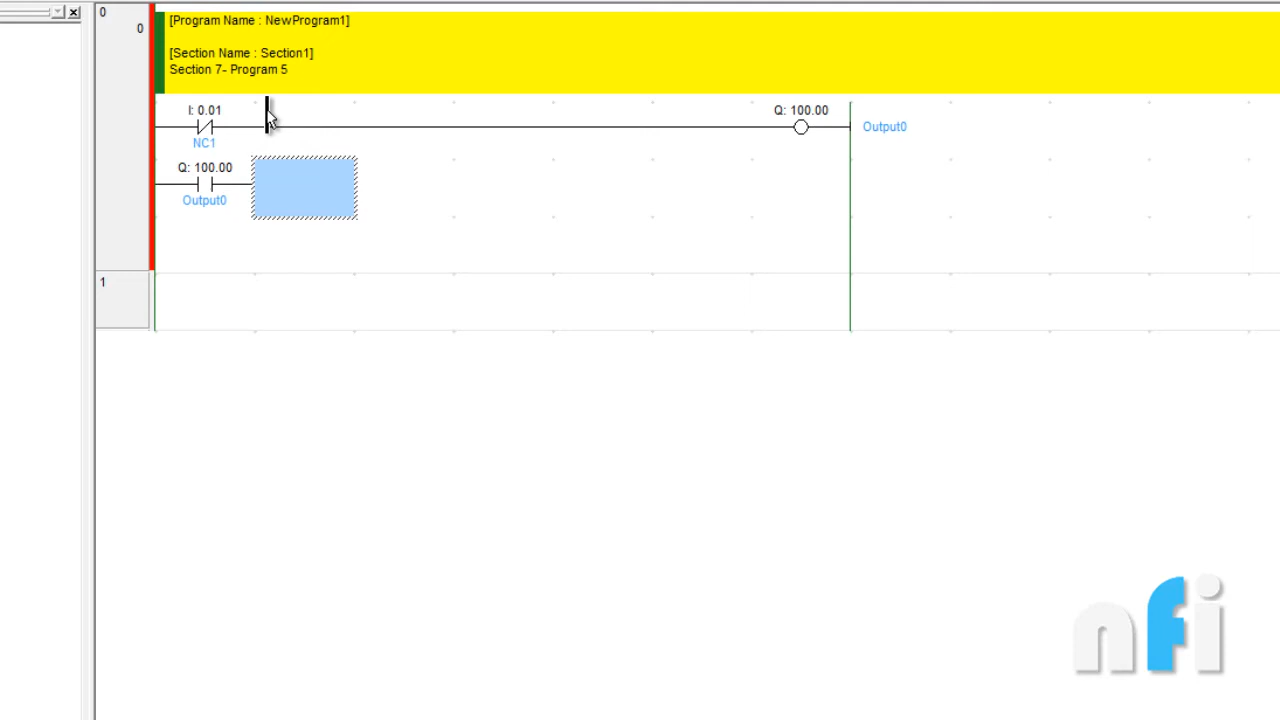 0
0
[Program Name : NewProgram1]
[Section Name : Section1]
Section 7- Program 5
I: 0.01
Q: 100.00
NC1
Output0
Q: 100.00
Output0
1
nfi